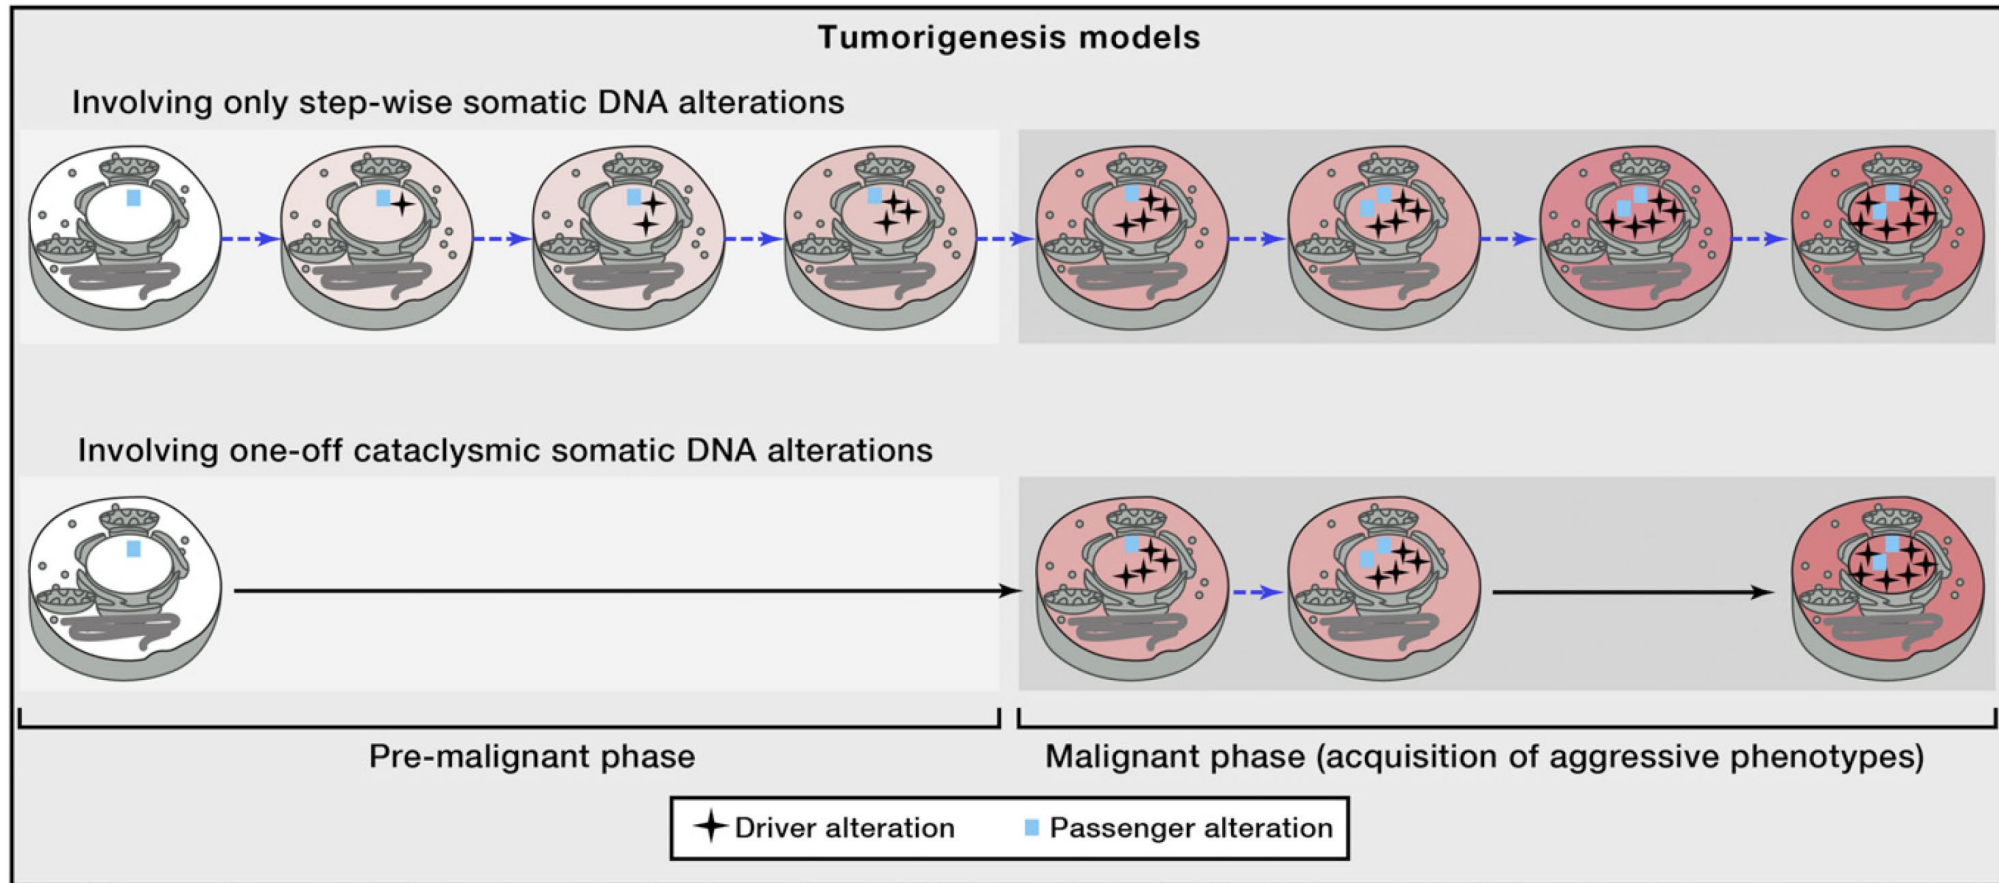 Tumorigenesis models
Involving only step-wise somatic DNA alterations
Involving one-off cataclysmic somatic DNA alterations
Pre-malignant phase
Malignant phase (acquisition of aggressive phenotypes)
Driver alteration
Passenger alteration